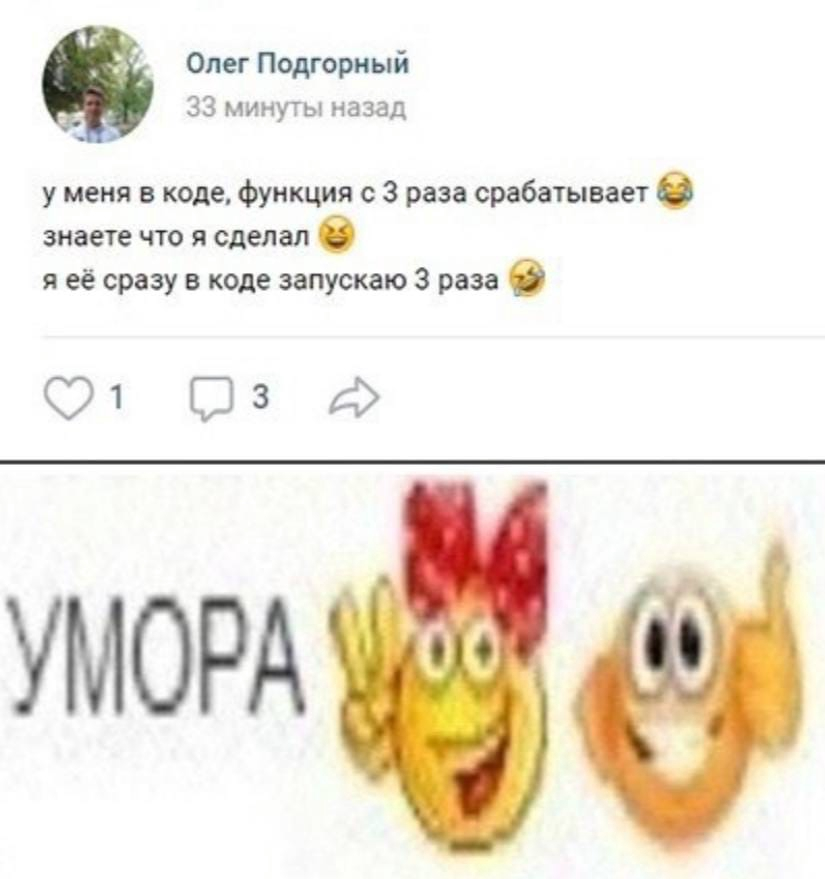 Олег Подгорный
33 минуты назад
у меня в коде, функция с 3 раза срабатывает 😂
знаете что я сделал 😆
я её сразу в коде запускаю 3 раза 🤣
1 3
УМОРА